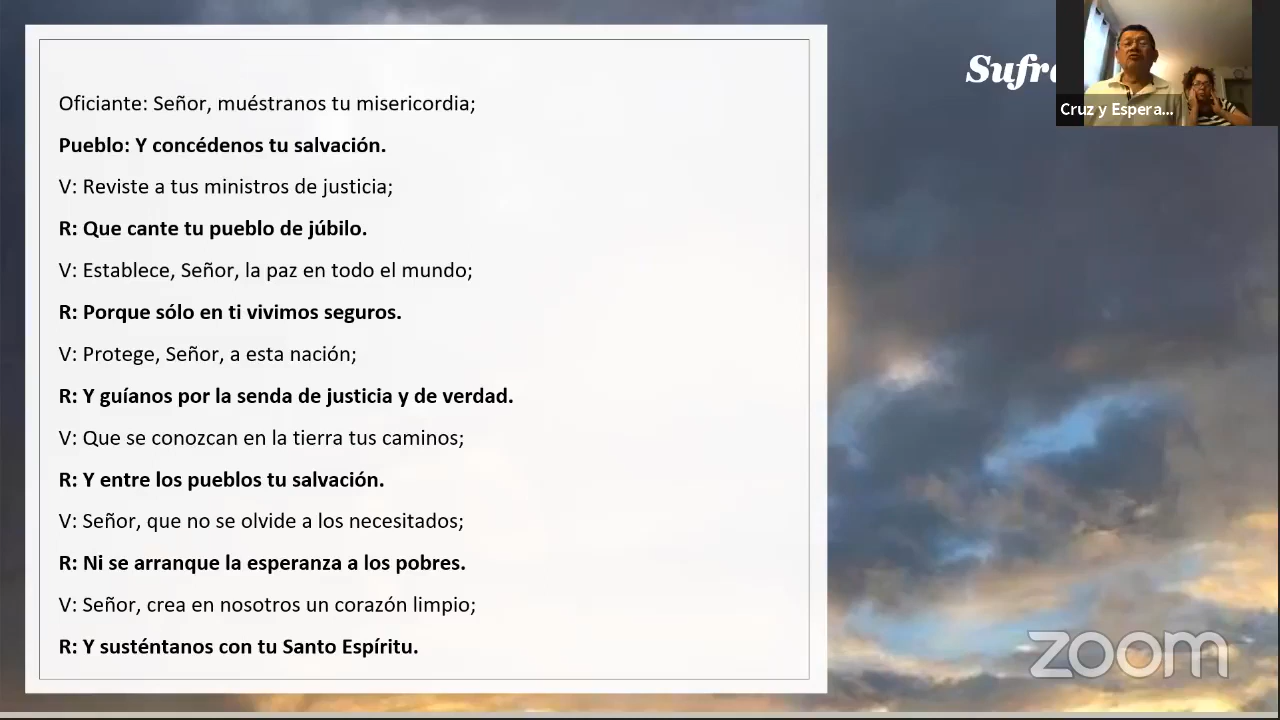 Oficiante: Señor, muéstranos tu misericordia;
Pueblo: Y concédenos tu salvación.
V: Reviste a tus ministros de justicia;
R: Que cante tu pueblo de júbilo.
V: Establece, Señor, la paz en todo el mundo;
R: Porque sólo en ti vivimos seguros.
V: Protege, Señor, a esta nación;
R: Y guíanos por la senda de justicia y de verdad.
V: Que se conozcan en la tierra tus caminos;
R: Y entre los pueblos tu salvación.
V: Señor, que no se olvide a los necesitados;
R: Ni se arranque la esperanza a los pobres.
V: Señor, crea en nosotros un corazón limpio;
R: Y susténtanos con tu Santo Espíritu.
Cruz y Espera...
zoom